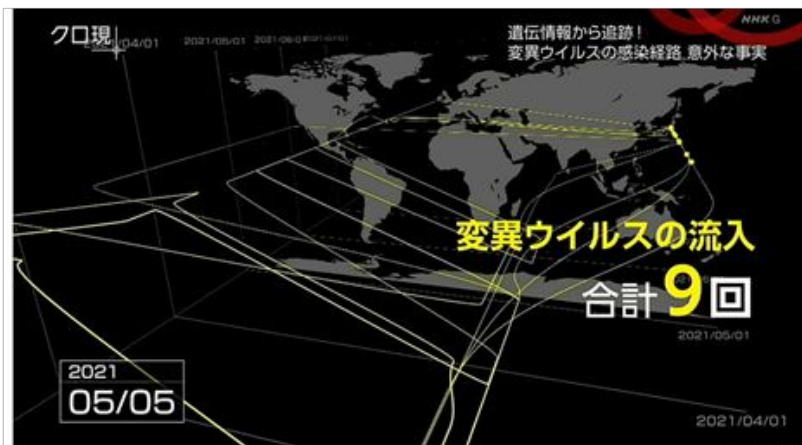 NHK G
クロ現
遺伝情報から追跡！
変異ウイルスの感染経路 意外な事実
2021/04/01 2021/05/01
変異ウイルスの流入
合計9回
2021/05/01
2021
05/05
2021/04/01